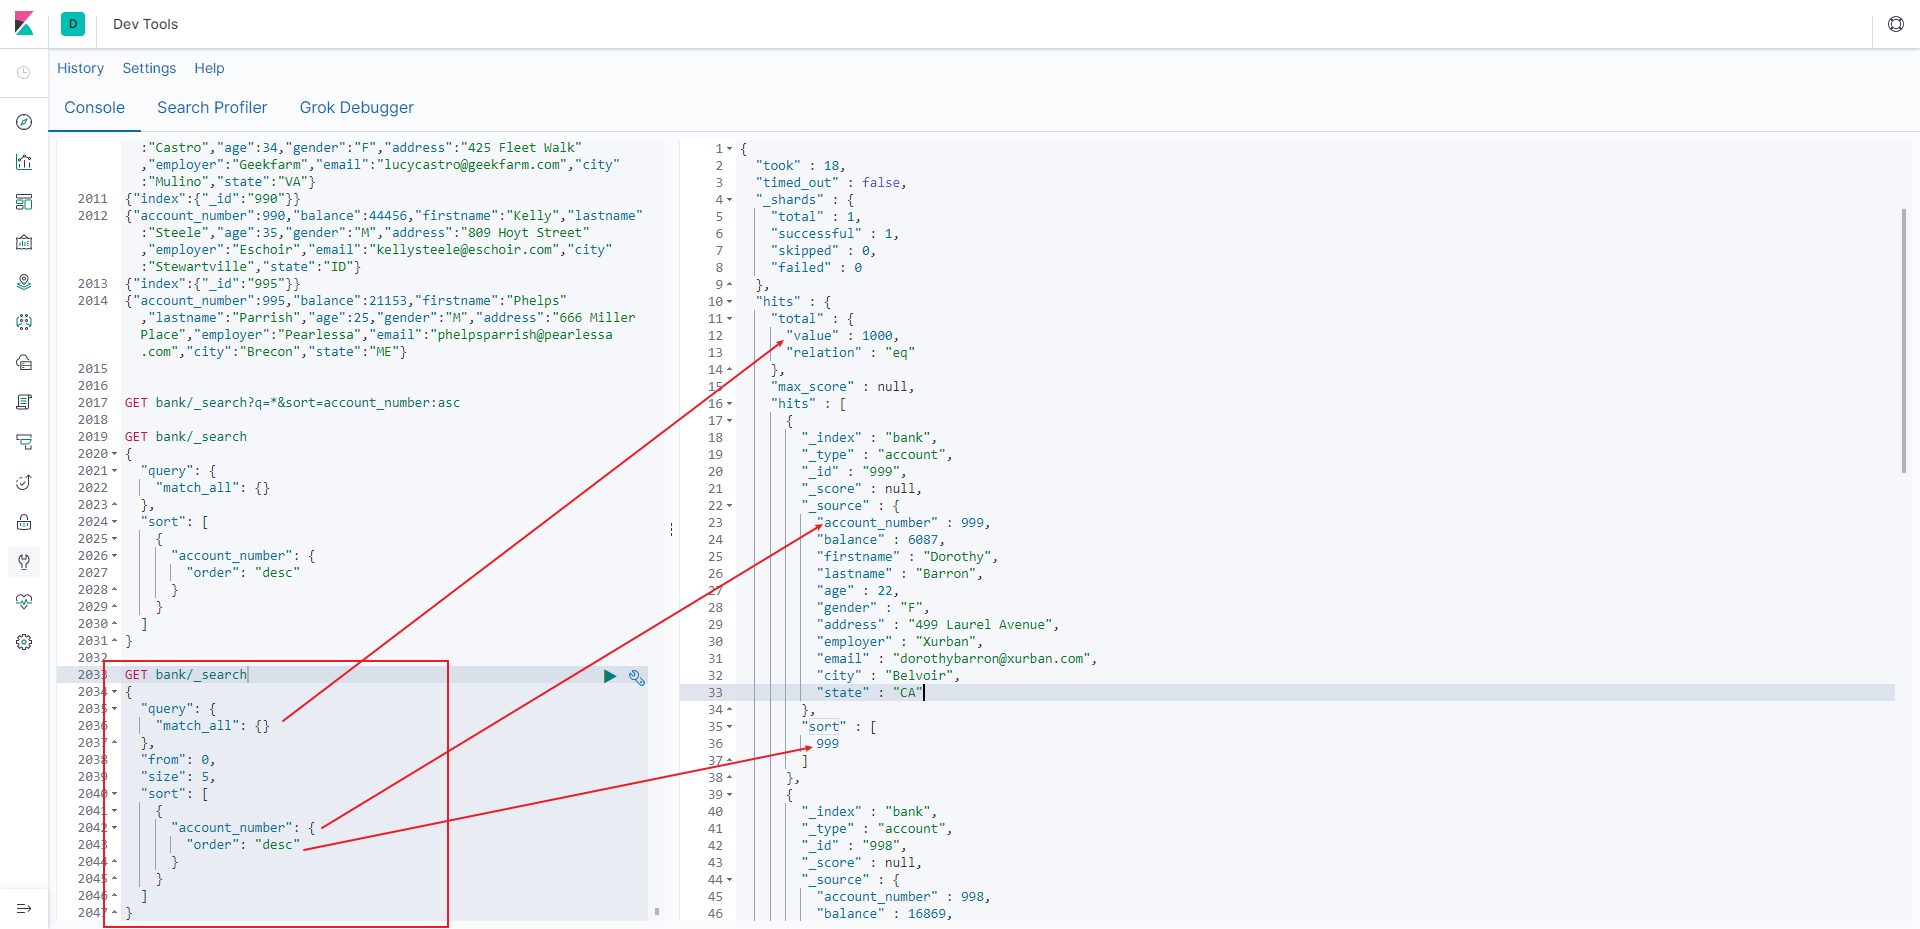 D Dev Tools
History Settings Help
Console Search Profiler Grok Debugger
:"Castro","age":34,"gender":"F","address":"425 Fleet Walk"
,"employer":"Geekfarm","email":"lucycastro@geekfarm.com","city"
:"Mulino","state":"VA"}
2011 {"index":{"_id":"990"}}
2012 {"account_number":990,"balance":44456,"firstname":"Kelly","lastname"
:"Steele","age":35,"gender":"M","address":"809 Hoyt Street"
,"employer":"Eschoir","email":"kellysteele@eschoir.com","city"
:"Stewartville","state":"ID"}
2013 {"index":{"_id":"995"}}
2014 {"account_number":995,"balance":21153,"firstname":"Phelps"
,"lastname":"Parrish","age":25,"gender":"M","address":"666 Miller
Place","employer":"Pearlessa","email":"phelpsparrish@pearlessa
.com","city":"Brecon","state":"ME"}
2015
2016
2017 GET bank/_search?q=*&sort=account_number:asc
2018
2019 GET bank/_search
2020 {
2021 "query": {
2022 "match_all": {}
2023 },
2024 "sort": [
2025 {
2026 "account_number": {
2027 "order": "desc"
2028 }
2029 }
2030 ]
2031 }
2032
2033 GET bank/_search
2034 {
2035 "query": {
2036 "match_all": {}
2037 },
2038 "from": 0,
2039 "size": 5,
2040 "sort": [
2041 {
2042 "account_number": {
2043 "order": "desc"
2044 }
2045 }
2046 ]
2047 }
1 {
2 "took" : 18,
3 "timed_out" : false,
4 "_shards" : {
5 "total" : 1,
6 "successful" : 1,
7 "skipped" : 0,
8 "failed" : 0
9 },
10 "hits" : {
11 "total" : {
12 "value" : 1000,
13 "relation" : "eq"
14 },
15 "max_score" : null,
16 "hits" : [
17 {
18 "_index" : "bank",
19 "_type" : "account",
20 "_id" : "999",
21 "_score" : null,
22 "_source" : {
23 "account_number" : 999,
24 "balance" : 6087,
25 "firstname" : "Dorothy",
26 "lastname" : "Barron",
27 "age" : 22,
28 "gender" : "F",
29 "address" : "499 Laurel Avenue",
30 "employer" : "Xurban",
31 "email" : "dorothybarron@xurban.com",
32 "city" : "Belvoir",
33 "state" : "CA"
34 },
35 "sort" : [
36 999
37 ]
38 },
39 {
40 "_index" : "bank",
41 "_type" : "account",
42 "_id" : "998",
43 "_score" : null,
44 "_source" : {
45 "account_number" : 998,
46 "balance" : 16869,